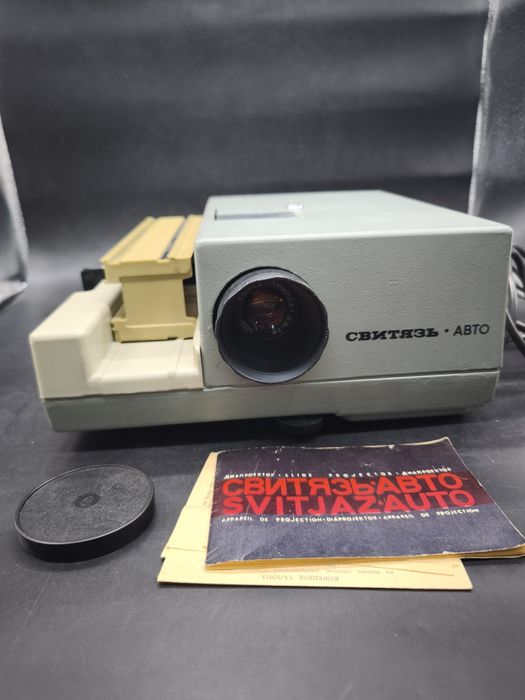 СВИТЯЗЬ · АВТО
ДИАПРОЕКТОР · SLIDE PROJECTOR · ДИАПРОЕКТОР
СВИТЯЗЬ·АВТО
SVITJAZ·AUTO
APPAREIL DE PROJECTION·DIAPROJEKTOR·APPAREIL DE PROJECTION
КОРЕШОК ТАЛОНА